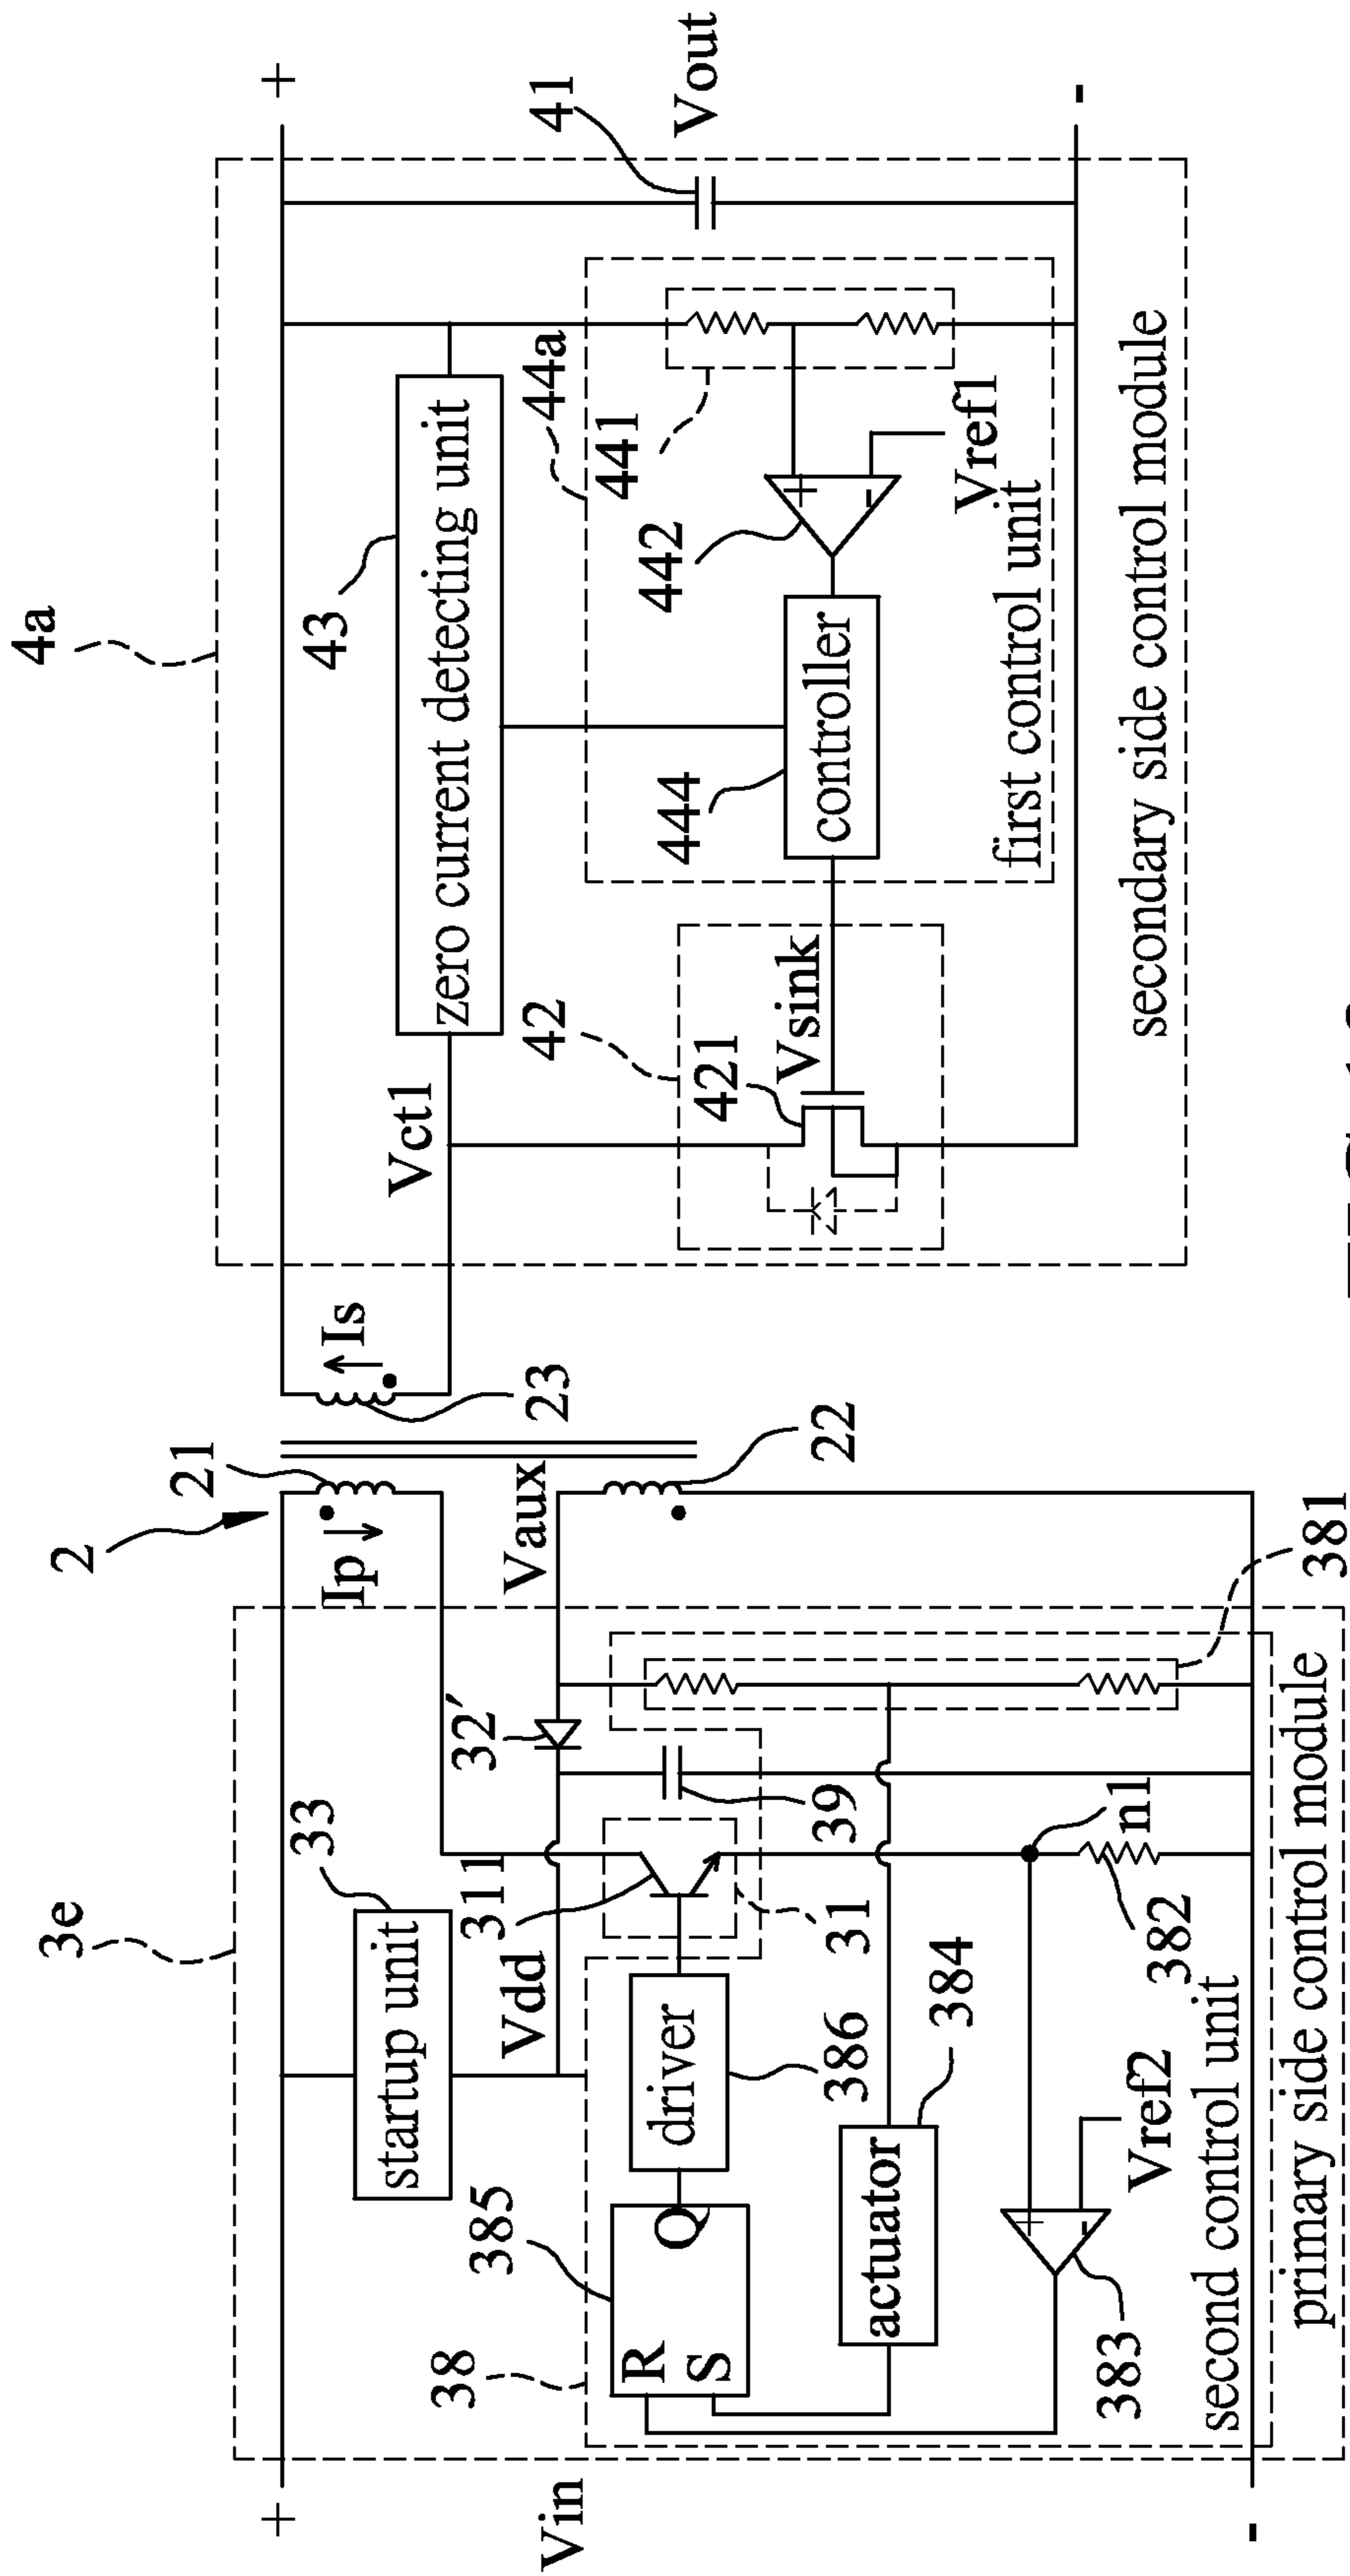 3e
2
4a
+
+
33
21
startup unit
Ip
Is
43
zero current detecting unit
Vct1
Vin
38
385
Vdd
311
32'
Vaux
23
42
44a
41
R
S
Q
driver
31
39
22
421
Vsink
444
442
441
Vout
386
actuator
384
controller
383
Vref2
382
n1
381
Vref1
first control unit
second control unit
-
-
primary side control module
secondary side control module